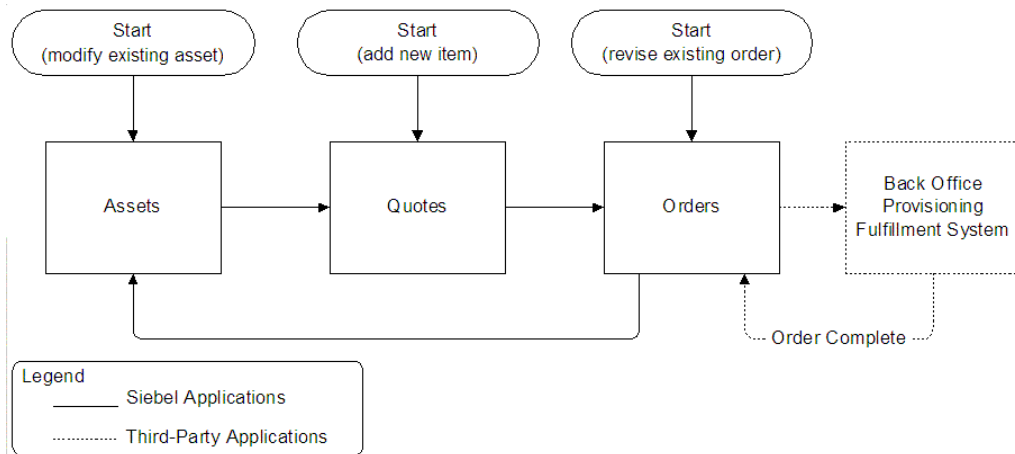 Start
(modify existing asset)
Start
(add new item)
Start
(revise existing order)
Assets
Quotes
Orders
Back Office
Provisioning
Fulfillment System
Order Complete
Legend
Siebel Applications
Third-Party Applications